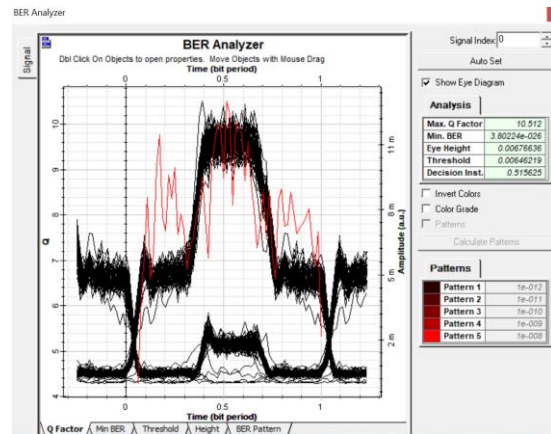 BER Analyzer
Signal
BER Analyzer
Dbl Click On Objects to open properties. Move Objects with Mouse Drag
Time (bit period)
0 0.5 1
10
9
8
7
6
5
4
Q
11 m
8 m
5 m
2 m
Amplitude (a.u.)
0 0.5 1
Time (bit period)
Q Factor Min BER Threshold Height BER Pattern
Signal Index: 0
Auto Set
Show Eye Diagram
Analysis
Max. Q Factor 10.512
Min. BER 3.80224e-026
Eye Height 0.00676636
Threshold 0.00646219
Decision Inst. 0.515625
Invert Colors
Color Grade
Patterns
Calculate Patterns
Patterns
Pattern 1 1e-012
Pattern 2 1e-011
Pattern 3 1e-010
Pattern 4 1e-009
Pattern 5 1e-008